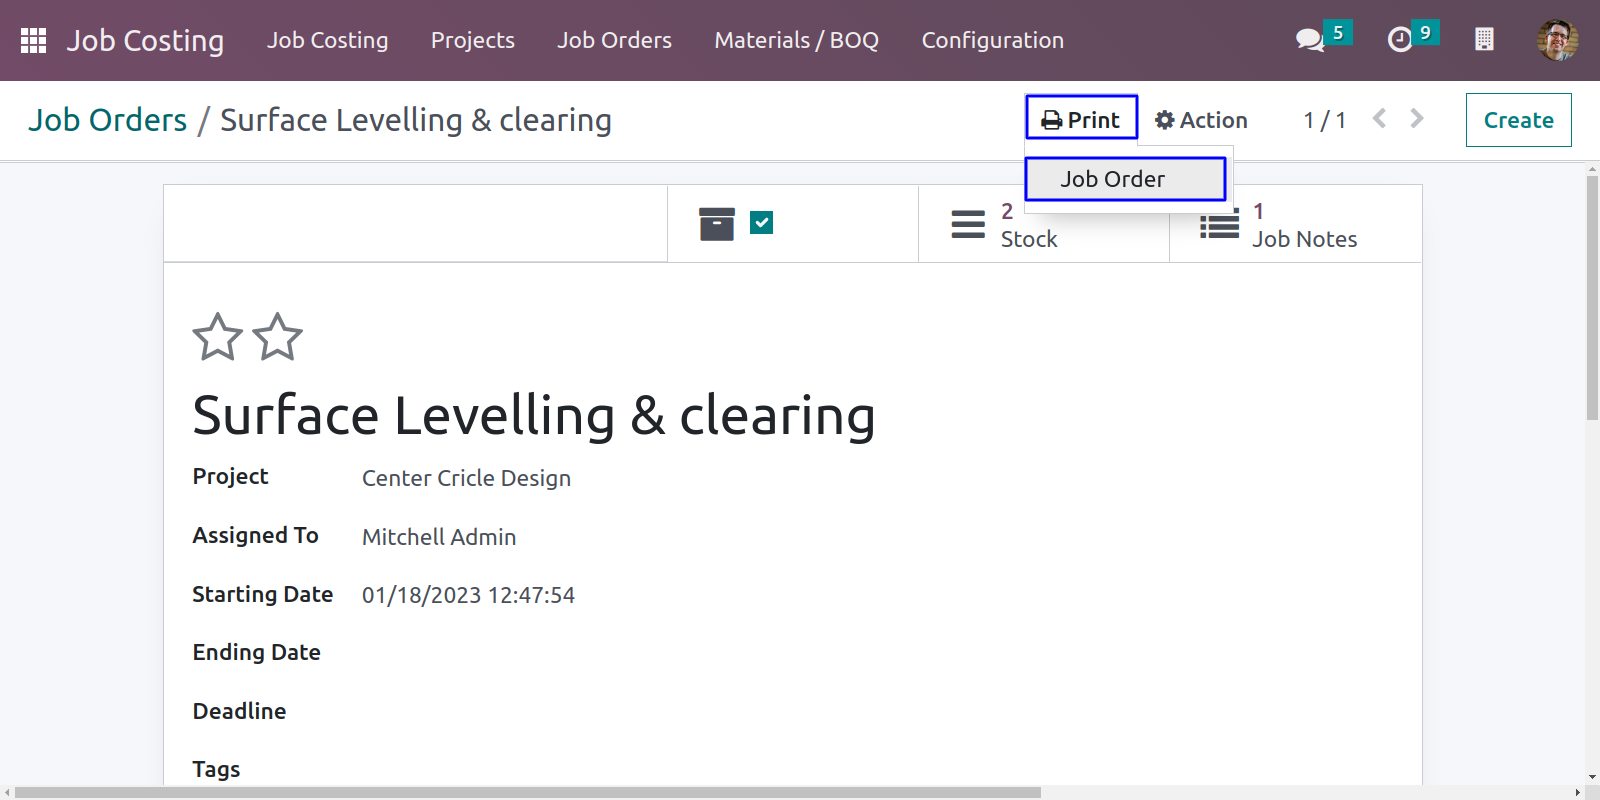 Job Costing Job Costing Projects Job Orders Materials / BOQ Configuration 5 9
Job Orders / Surface Levelling & clearing Print Action 1 / 1 Create
Job Order
2 Stock
1 Job Notes
Surface Levelling & clearing
Project Center Cricle Design
Assigned To Mitchell Admin
Starting Date 01/18/2023 12:47:54
Ending Date
Deadline
Tags